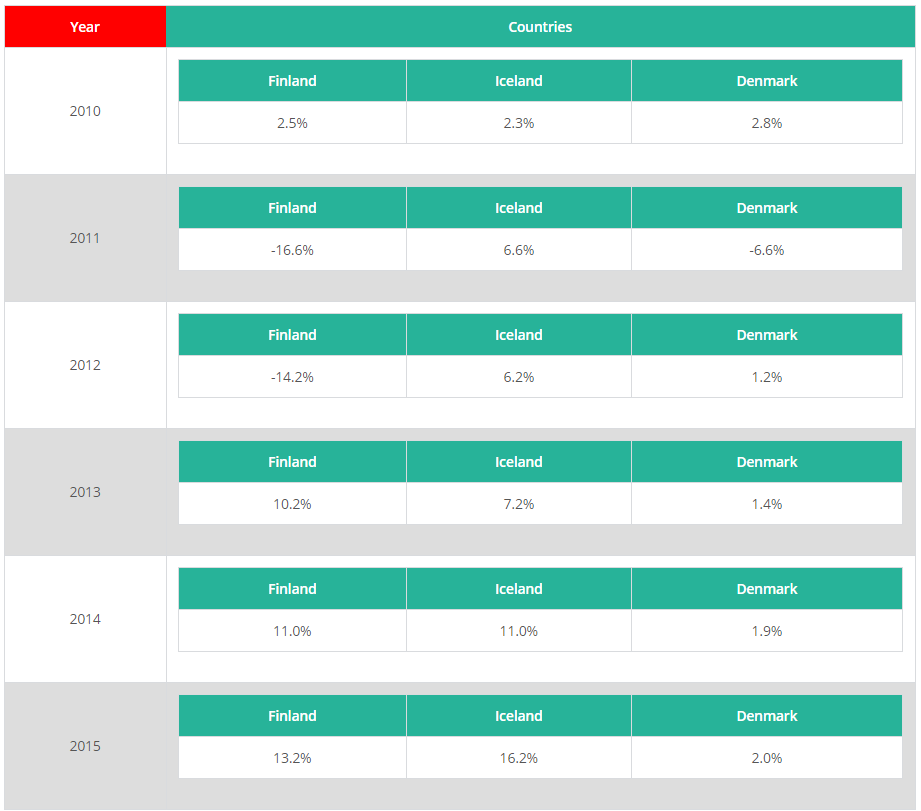 Year Countries
Finland Iceland Denmark
2010
2.5% 2.3% 2.8%
Finland Iceland Denmark
2011
-16.6% 6.6% -6.6%
Finland Iceland Denmark
2012
-14.2% 6.2% 1.2%
Finland Iceland Denmark
2013
10.2% 7.2% 1.4%
Finland Iceland Denmark
2014
11.0% 11.0% 1.9%
Finland Iceland Denmark
2015
13.2% 16.2% 2.0%